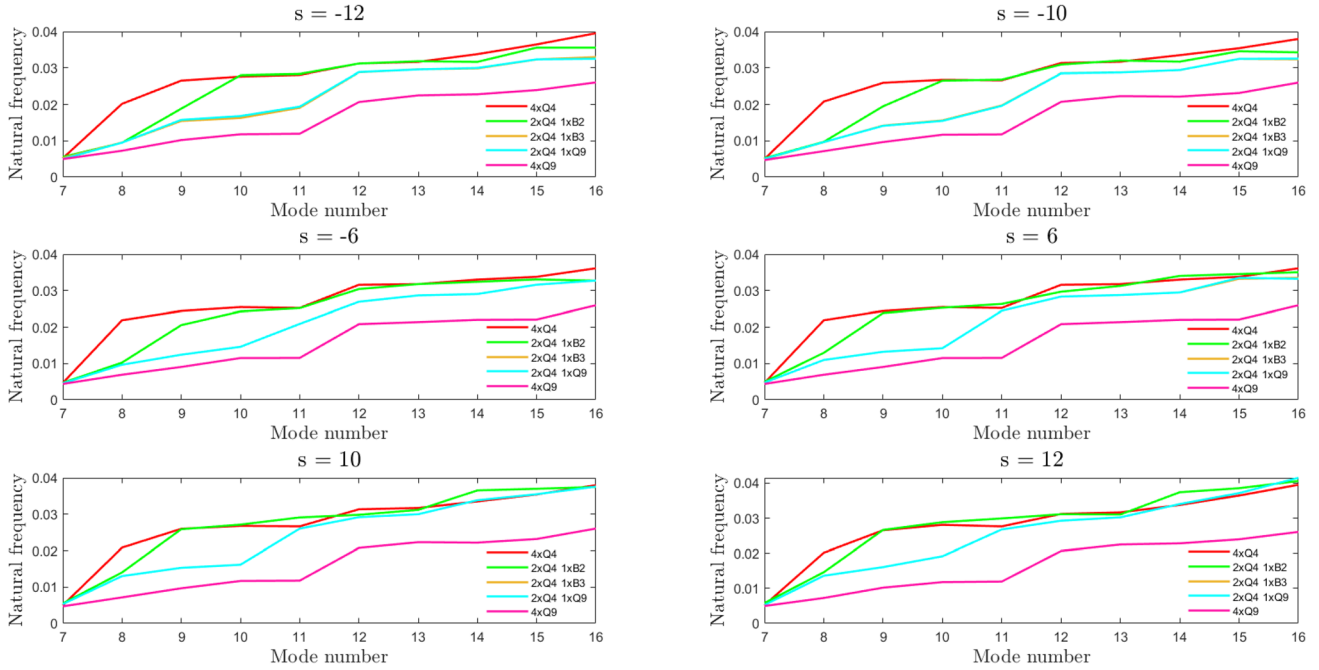 s = -12
Natural frequency
0.04
0.03
0.02
0.01
0
7 8 9 10 11 12 13 14 15 16
Mode number
4xQ4
2xQ4 1xB2
2xQ4 1xB3
2xQ4 1xQ9
4xQ9
s = -10
Natural frequency
0.04
0.03
0.02
0.01
0
7 8 9 10 11 12 13 14 15 16
Mode number
4xQ4
2xQ4 1xB2
2xQ4 1xB3
2xQ4 1xQ9
4xQ9
s = -6
Natural frequency
0.04
0.03
0.02
0.01
0
7 8 9 10 11 12 13 14 15 16
Mode number
4xQ4
2xQ4 1xB2
2xQ4 1xB3
2xQ4 1xQ9
4xQ9
s = 6
Natural frequency
0.04
0.03
0.02
0.01
0
7 8 9 10 11 12 13 14 15 16
Mode number
4xQ4
2xQ4 1xB2
2xQ4 1xB3
2xQ4 1xQ9
4xQ9
s = 10
Natural frequency
0.04
0.03
0.02
0.01
0
7 8 9 10 11 12 13 14 15 16
Mode number
4xQ4
2xQ4 1xB2
2xQ4 1xB3
2xQ4 1xQ9
4xQ9
s = 12
Natural frequency
0.04
0.03
0.02
0.01
0
7 8 9 10 11 12 13 14 15 16
Mode number
4xQ4
2xQ4 1xB2
2xQ4 1xB3
2xQ4 1xQ9
4xQ9